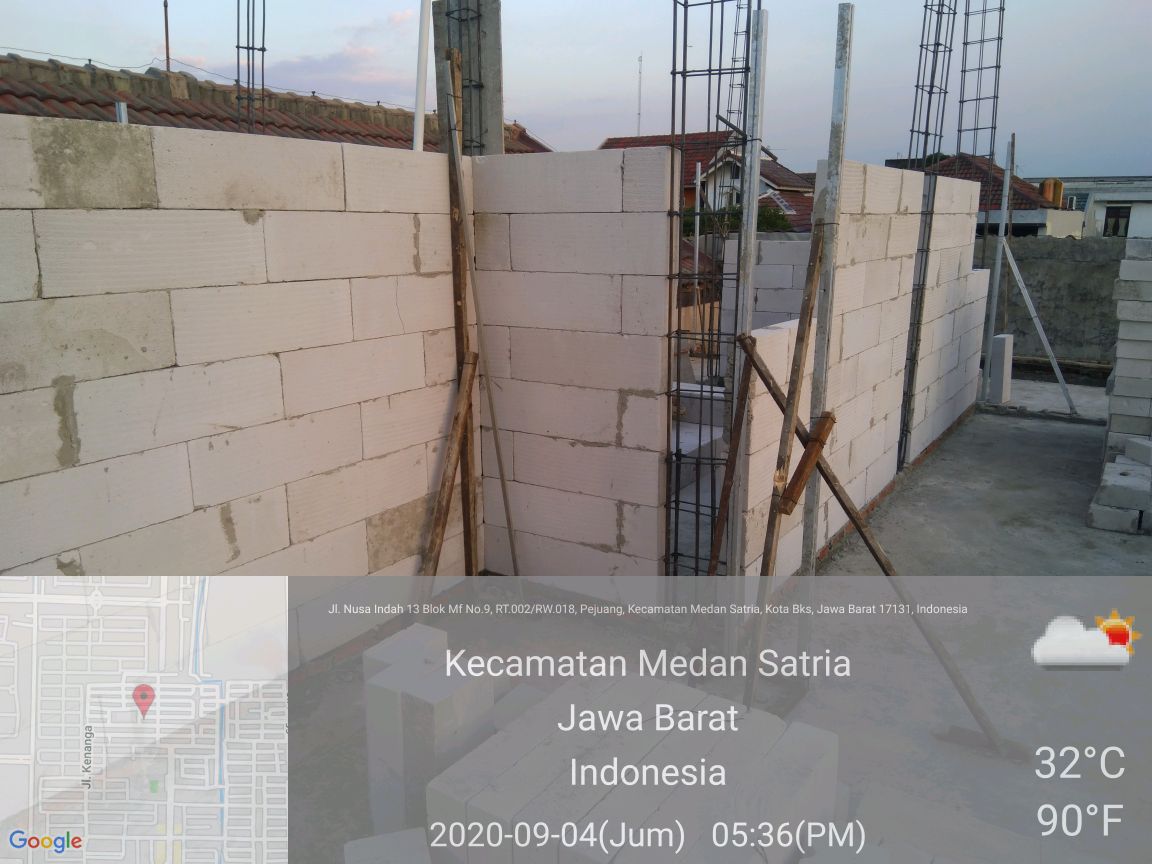 Jl. Nusa Indah 13 Blok Mf No.9, RT.002/RW.018, Pejuang, Kecamatan Medan Satria, Kota Bks, Jawa Barat 17131, Indonesia
Kecamatan Medan Satria
Jawa Barat
Indonesia
2020-09-04(Jum) 05:36(PM)
32°C
90°F
Jl. Kenanga
Google